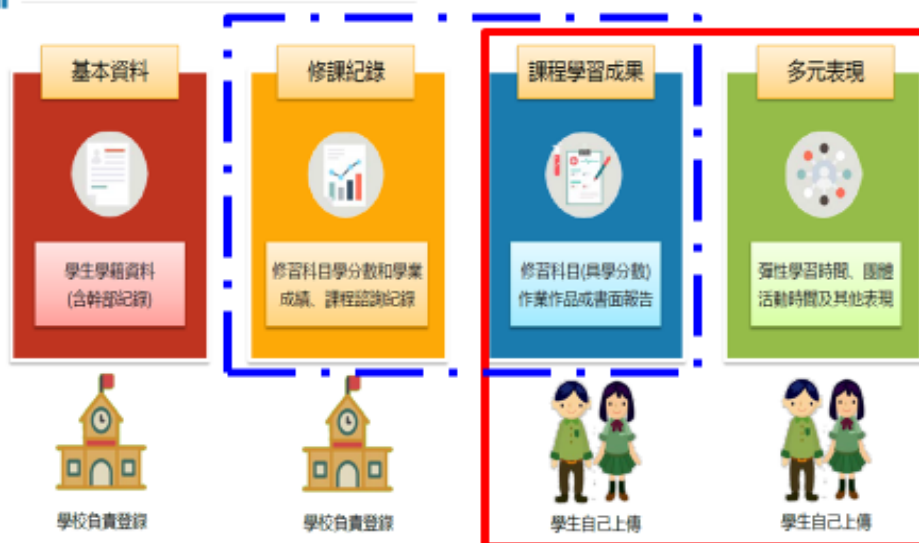 基本資料
修課紀錄
課程學習成果
多元表現
學生學籍資料
(含幹部紀錄)
修習科目學分數和學業
成績、課程諮詢紀錄
修習科目(具學分數)
作業作品或書面報告
彈性學習時間、團體
活動時間及其他表現
學校負責登錄
學校負責登錄
學生自己上傳
學生自己上傳